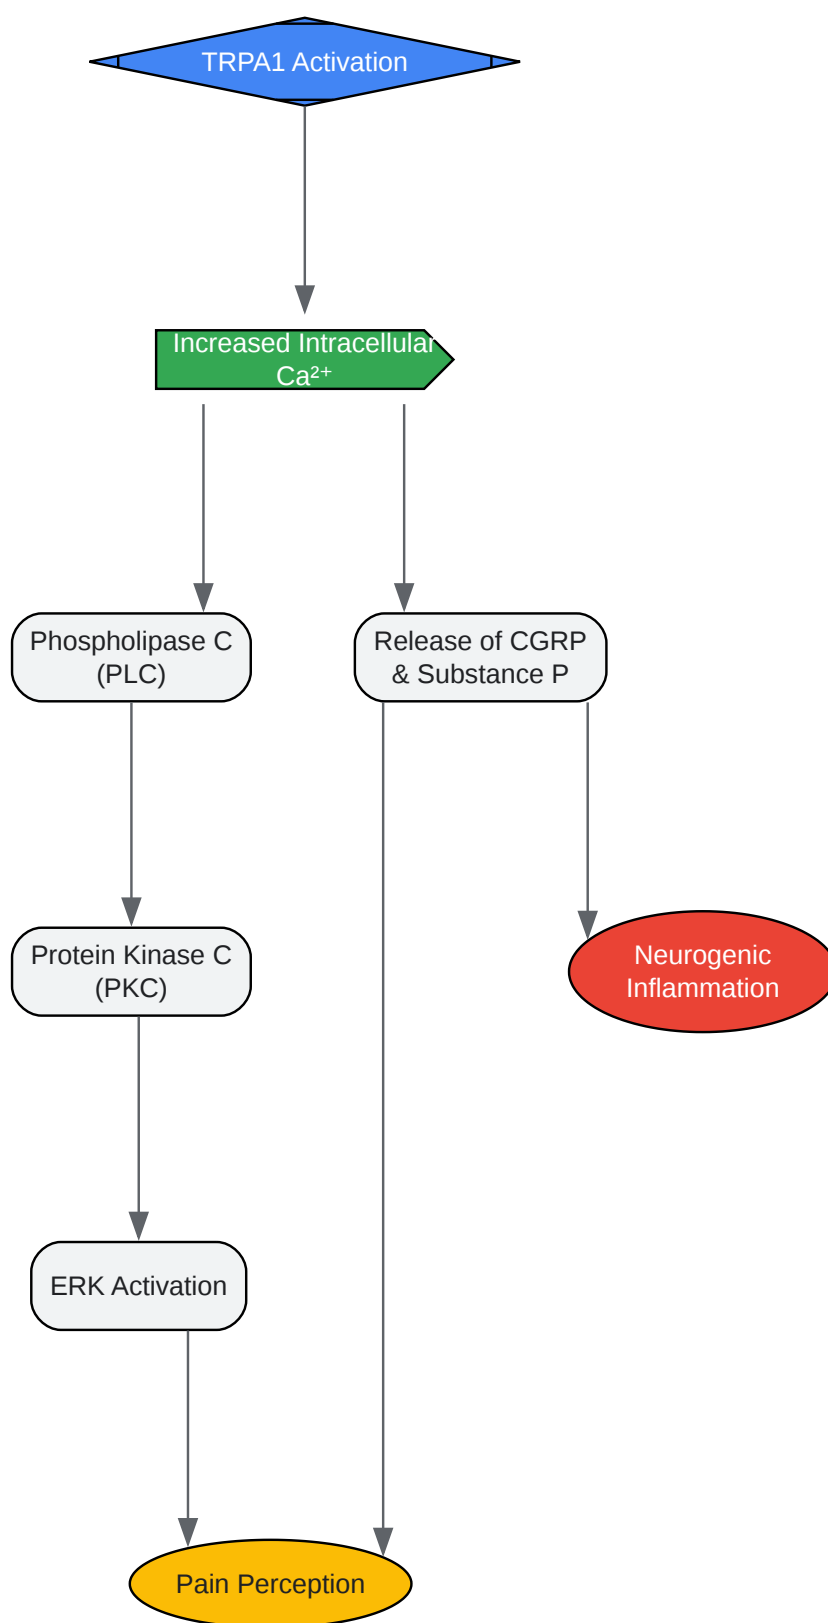 TRPA1 Activation
Increased Intracellular
Ca²⁺
Phospholipase C
(PLC)
Release of CGRP
& Substance P
Protein Kinase C
(PKC)
Neurogenic
Inflammation
ERK Activation
Pain Perception